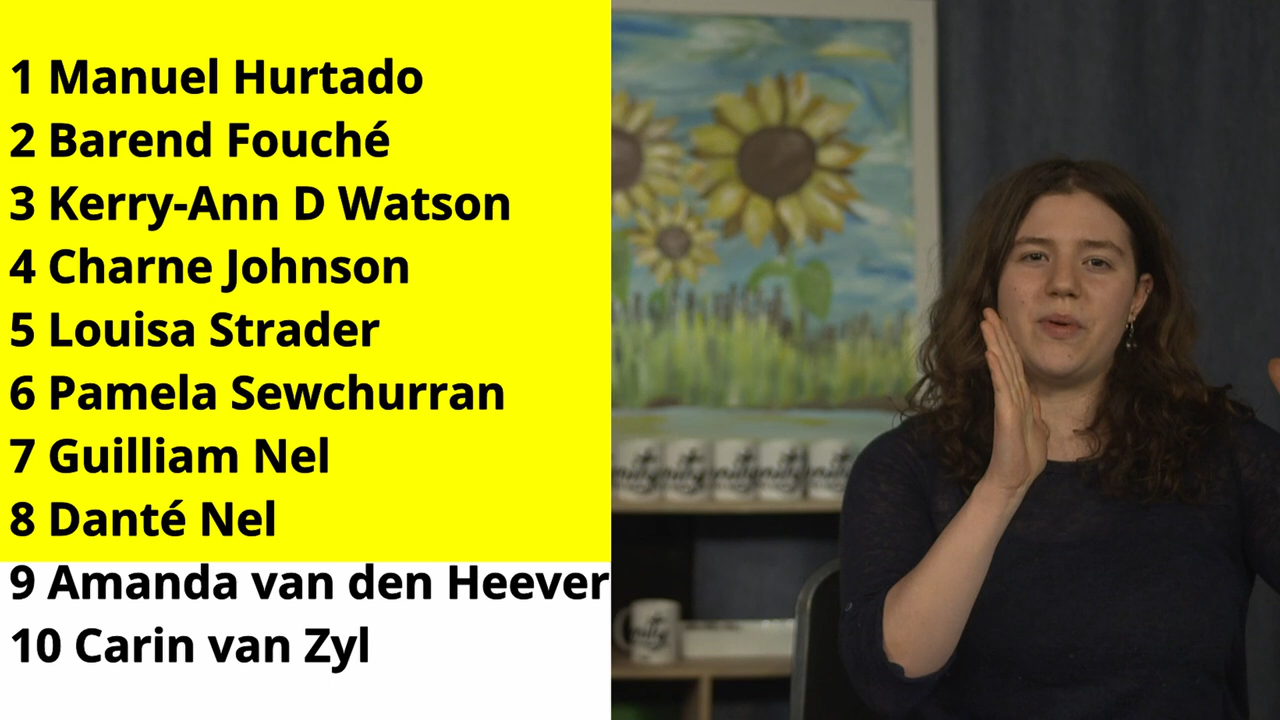 1 Manuel Hurtado
2 Barend Fouché
3 Kerry-Ann D Watson
4 Charne Johnson
5 Louisa Strader
6 Pamela Sewchurran
7 Guilliam Nel
8 Danté Nel
9 Amanda van den Heever
10 Carin van Zyl